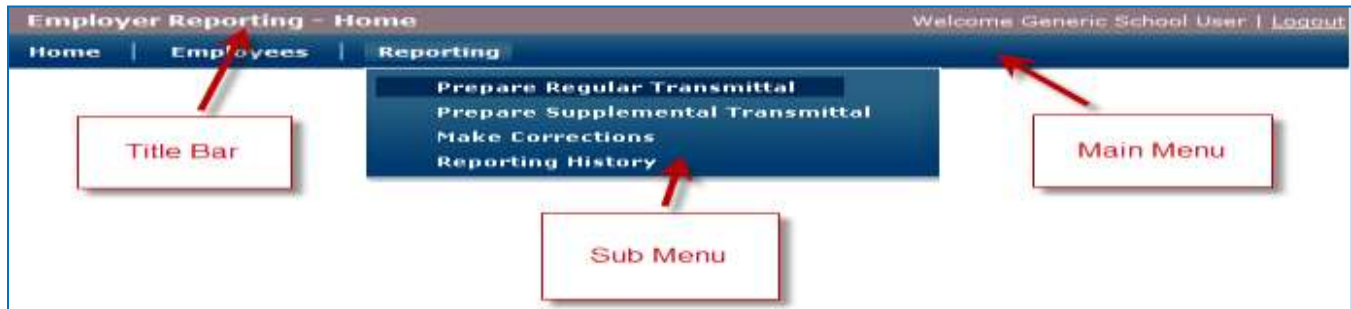 Employer Reporting - Home Welcome Generic School User | Logout
Home | Employees | Reporting
Prepare Regular Transmittal
Prepare Supplemental Transmittal
Make Corrections
Reporting History
Title Bar
Main Menu
Sub Menu